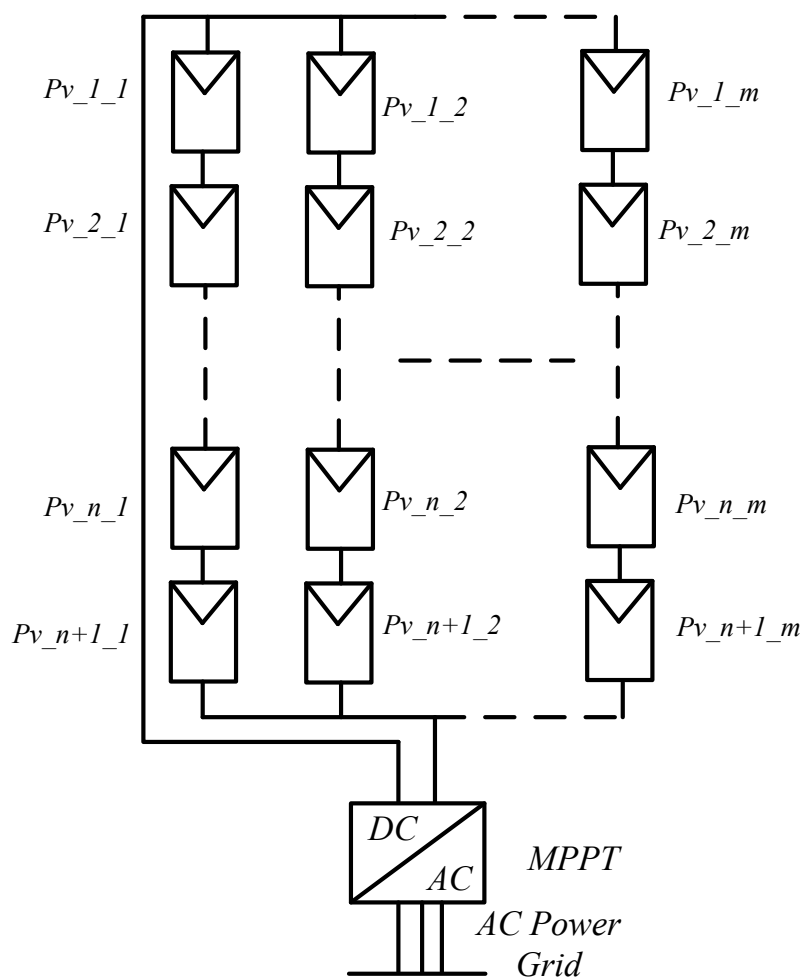 Pv_1_1
Pv_1_2
Pv_1_m
Pv_2_1
Pv_2_2
Pv_2_m
Pv_n_1
Pv_n_2
Pv_n_m
Pv_n+1_1
Pv_n+1_2
Pv_n+1_m
DC
AC
MPPT
AC Power
Grid